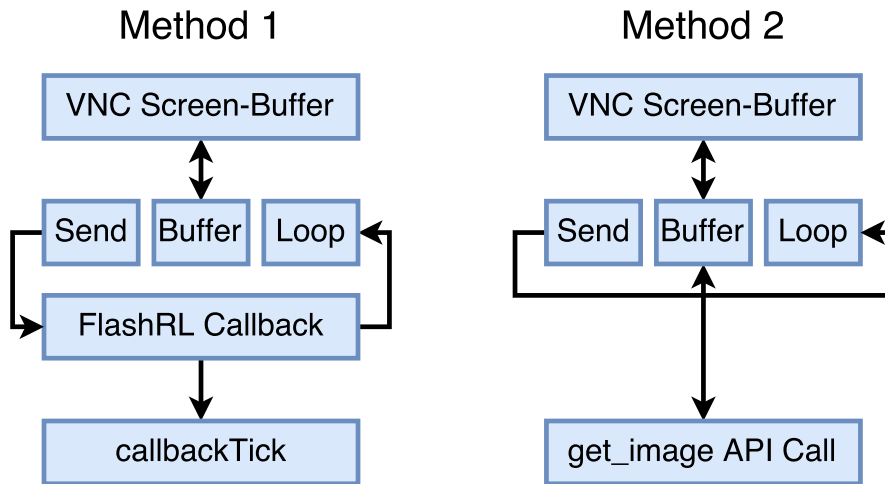 Method 1
VNC Screen-Buffer
Send
Buffer
Loop
FlashRL Callback
callbackTick
Method 2
VNC Screen-Buffer
Send
Buffer
Loop
get_image API Call